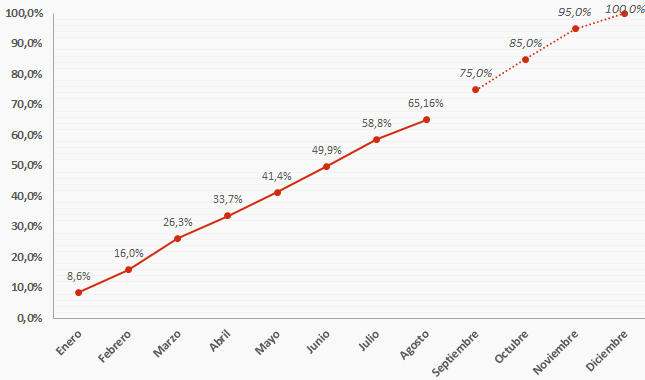 100,0%
90,0%
80,0%
70,0%
60,0%
50,0%
40,0%
30,0%
20,0%
10,0%
0,0%
8,6%
16,0%
26,3%
33,7%
41,4%
49,9%
58,8%
65,16%
75,0%
85,0%
95,0%
100,0%
Enero
Febrero
Marzo
Abril
Mayo
Junio
Julio
Agosto
Septiembre
Octubre
Noviembre
Diciembre